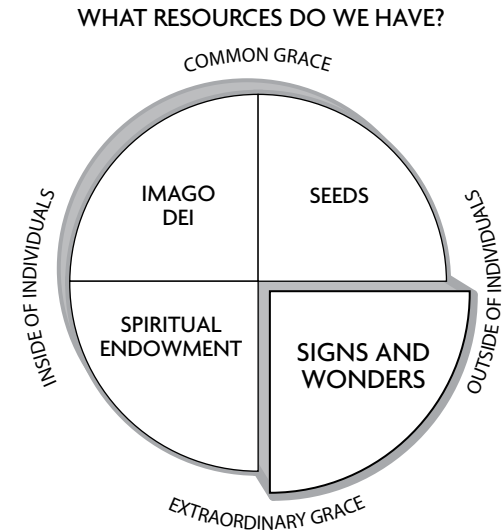 WHAT RESOURCES DO WE HAVE?
COMMON GRACE
INSIDE OF INDIVIDUALS
IMAGO
DEI
SEEDS
OUTSIDE OF INDIVIDUALS
SPIRITUAL
ENDOWMENT
SIGNS AND
WONDERS
EXTRAORDINARY GRACE